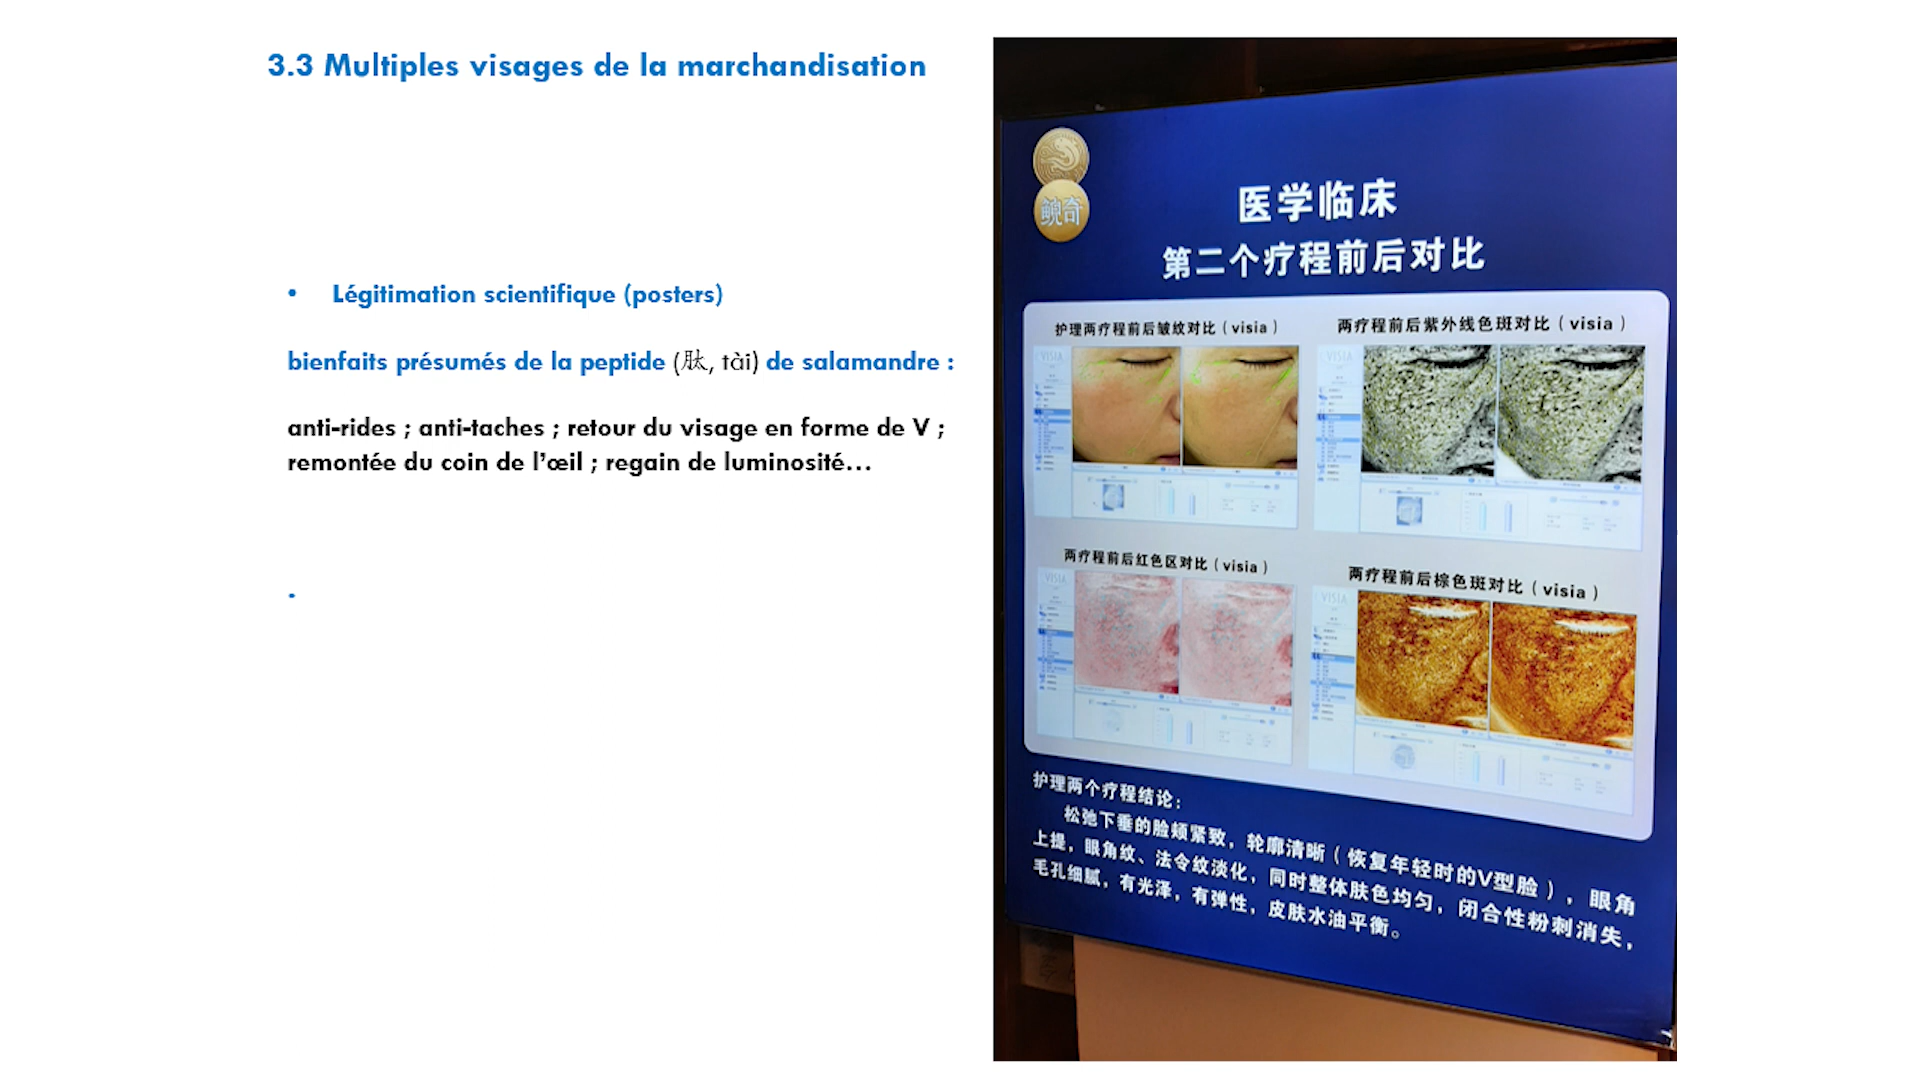 3.3 Multiples visages de la marchandisation
• Légitimation scientifique (posters)
bienfaits présumés de la peptide (肽, tài) de salamandre :
anti-rides ; anti-taches ; retour du visage en forme de V ;
remontée du coin de l’œil ; regain de luminosité…
鲵奇
医学临床
第二个疗程前后对比
护理两疗程前后皱纹对比（visia）
两疗程前后紫外线色斑对比（visia）
VISIA
VISIA
两疗程前后红色区对比（visia）
两疗程前后棕色斑对比（visia）
VISIA
VISIA
护理两个疗程结论：
松弛下垂的脸颊紧致，轮廓清晰（恢复年轻时的V型脸），眼角
上提，眼角纹、法令纹淡化，同时整体肤色均匀，闭合性粉刺消失，
毛孔细腻，有光泽，有弹性，皮肤水油平衡。